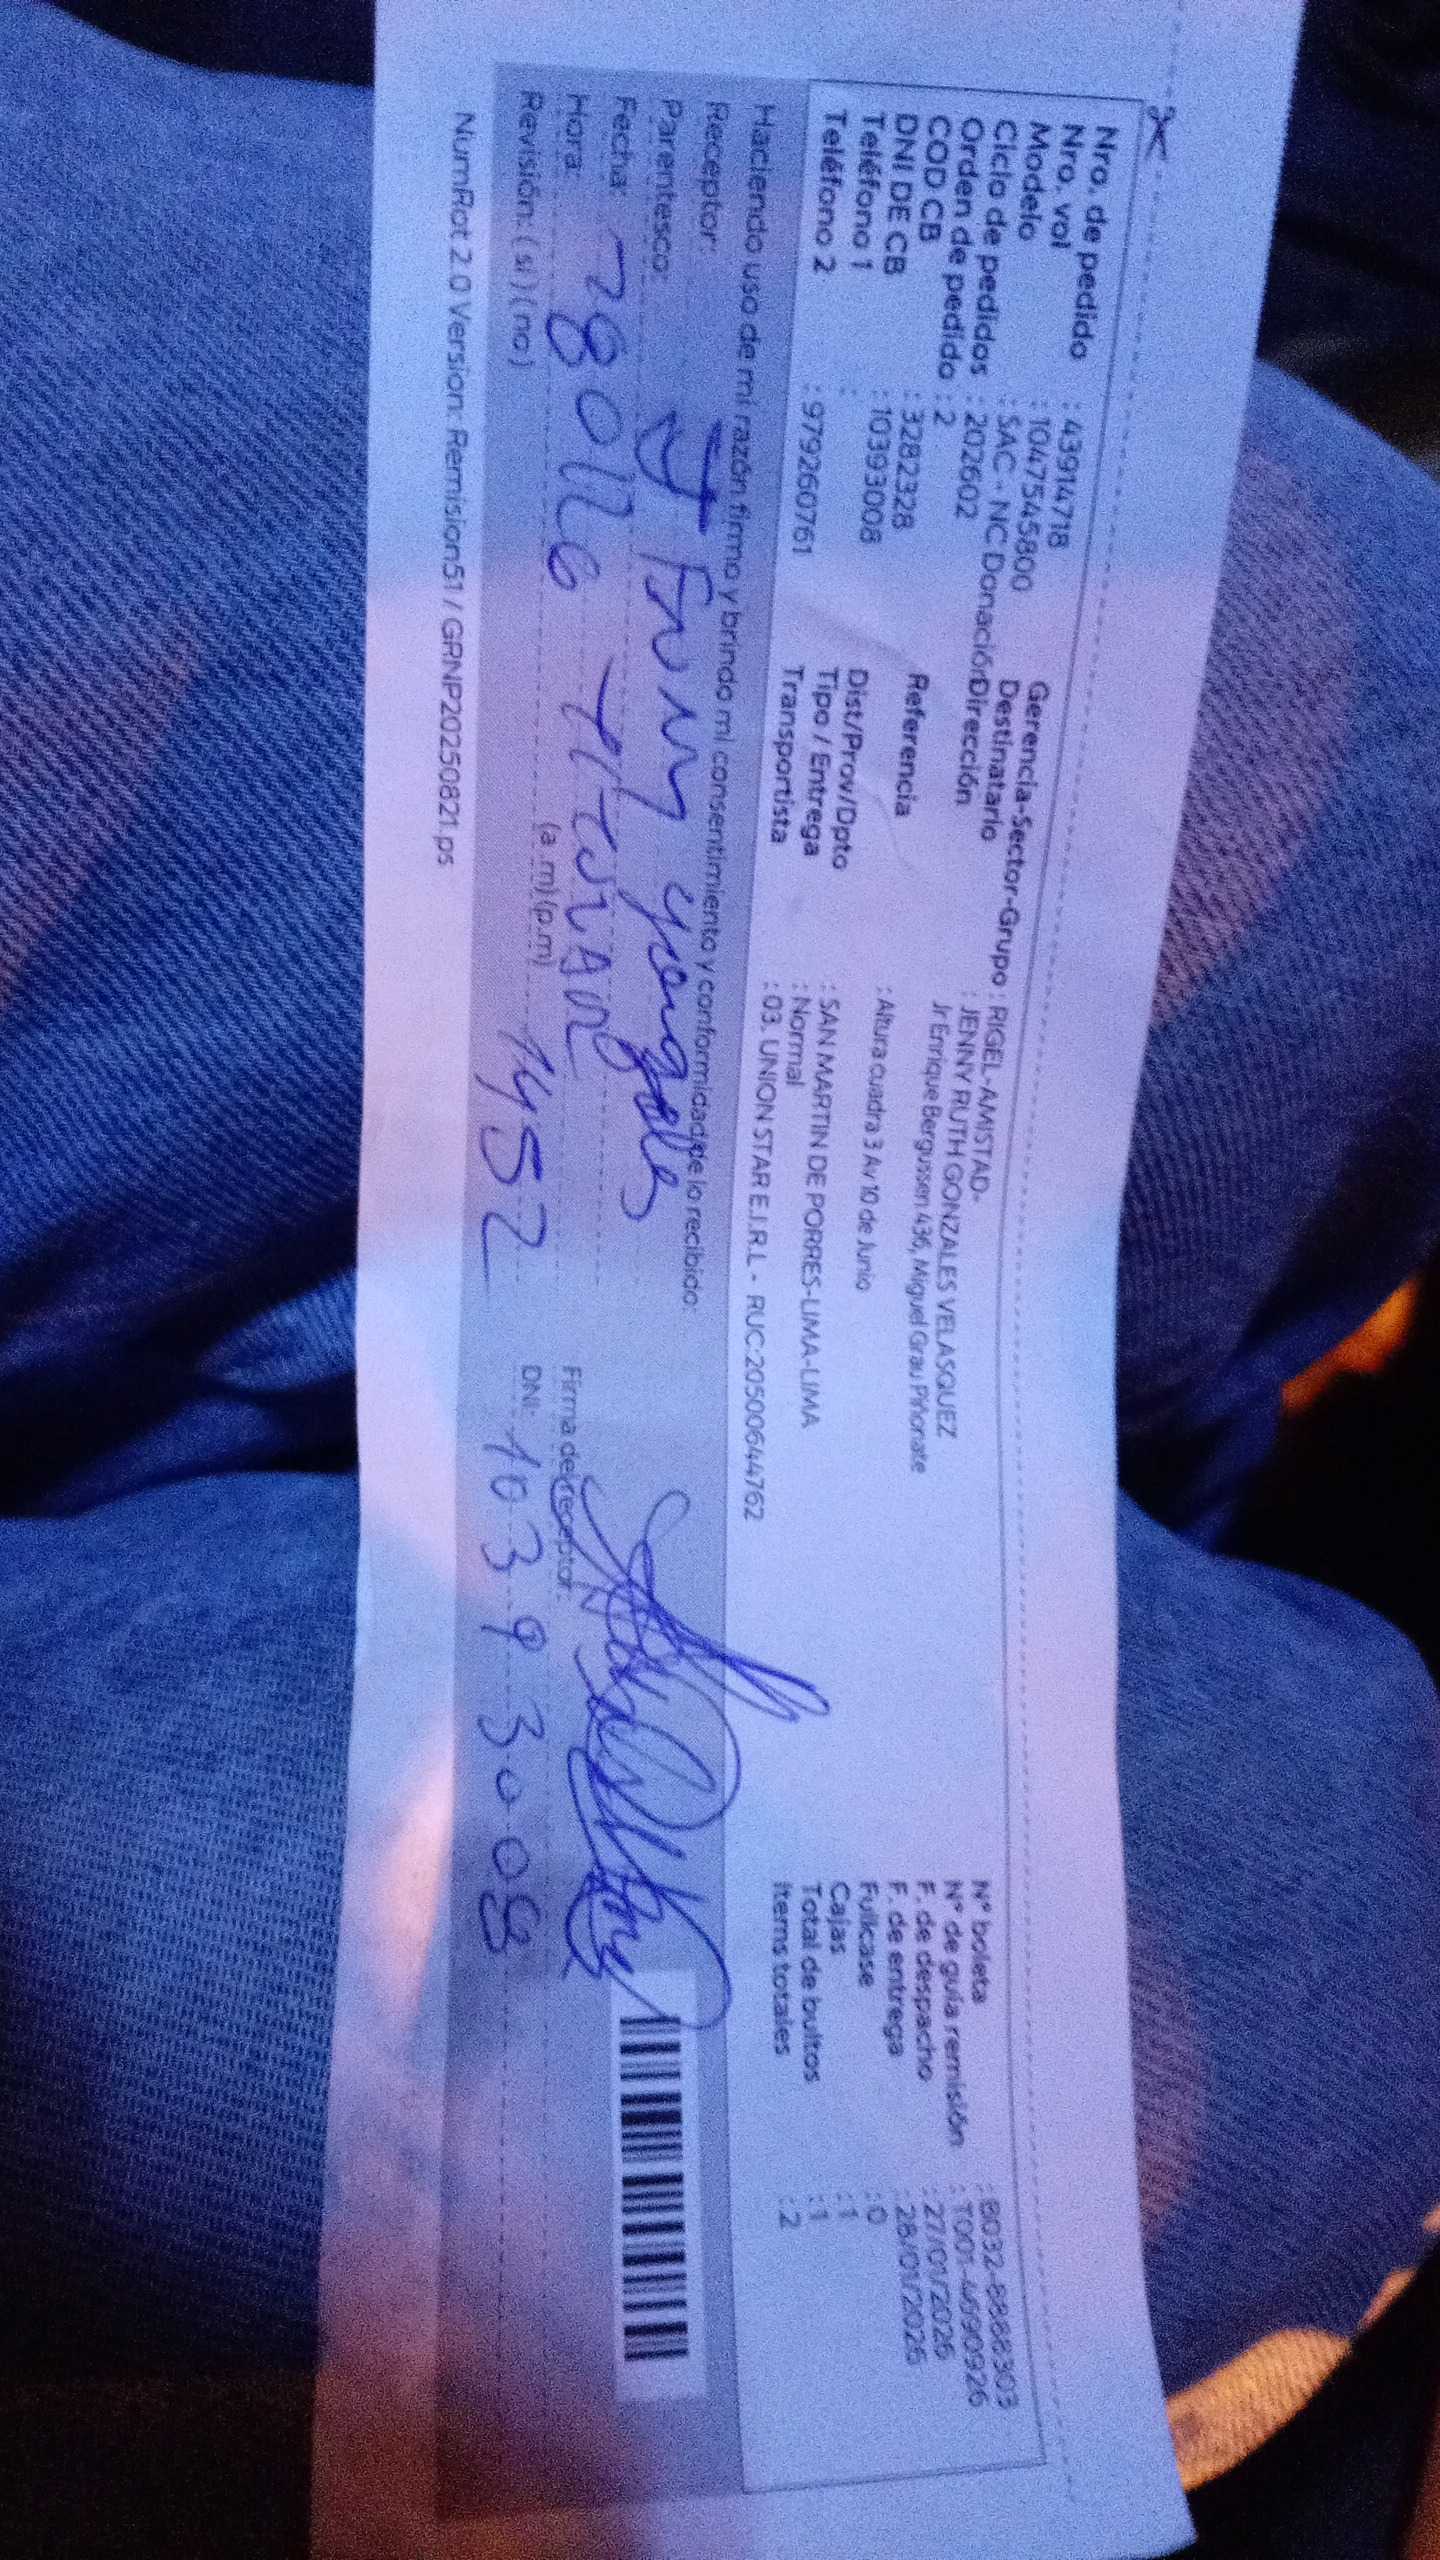 Nro. de pedido : 43914718
Nro. vol : 1047545800
Modelo : SAC - NC Donación
Ciclo de pedidos : 202602
Orden de pedido : 2
COD CB : 3282328
DNI DE CB : 10393008
Teléfono 1 :
Teléfono 2 : 979260761
Gerencia-Sector-Grupo : RIGEL-AMISTAD-
Destinatario : JENNY RUTH GONZALES VELASQUEZ
Dirección Jr Enrique Bergussen 436, Miguel Grau Piñonate
Referencia : Altura cuadra 3 Av 10 de Junio
Dist/Prov/Dpto : SAN MARTIN DE PORRES-LIMA-LIMA
Tipo / Entrega : Normal
Transportista : 03. UNION STAR E.I.R.L - RUC:20500644762
N° boleta : B032-8868303
N° de guía remisión : T001-4690926
F. de despacho : 27/01/2026
F. de entrega : 28/01/2026
Fullcase : 0
Cajas : 1
Total de bultos : 1
Items totales : 2
Haciendo uso de mi razón firmo y brindo mi consentimiento y conformidad de lo recibido:
Receptor:
Parentesco:
Fecha: 280126 titular
Hora: (a.m)(p.m) 1452
Revisión: (si) (no)
Firma de receptor:
DNI: 10393008
NumRot 2.0 Version: Remision51 / GRNP20250821.ps